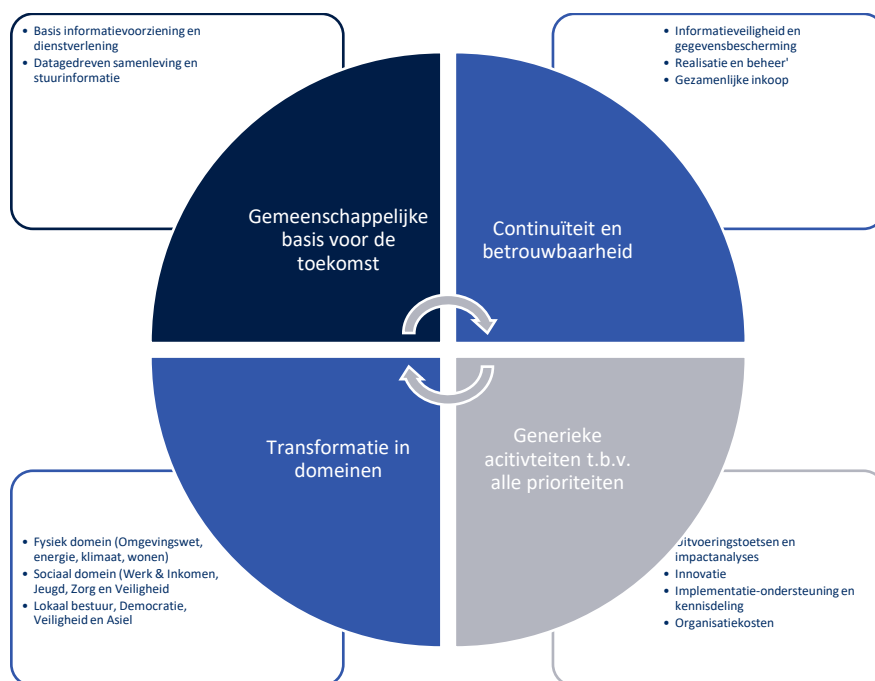 • Basis informatievoorziening en
dienstverlening
• Datagedreven samenleving en
stuurinformatie
• Informatieveiligheid en
gegevensbescherming
• Realisatie en beheer'
• Gezamenlijke inkoop
Gemeenschappelijke
basis voor de
toekomst
Continuïteit en
betrouwbaarheid
Transformatie in
domeinen
Generieke
acitivteiten t.b.v.
alle prioriteiten
• Fysiek domein (Omgevingswet,
energie, klimaat, wonen)
• Sociaal domein (Werk & Inkomen,
Jeugd, Zorg en Veiligheid
• Lokaal bestuur, Democratie,
Veiligheid en Asiel
Uitvoeringstoetsen en
impactanalyses
• Innovatie
• Implementatie-ondersteuning en
kennisdeling
• Organisatiekosten